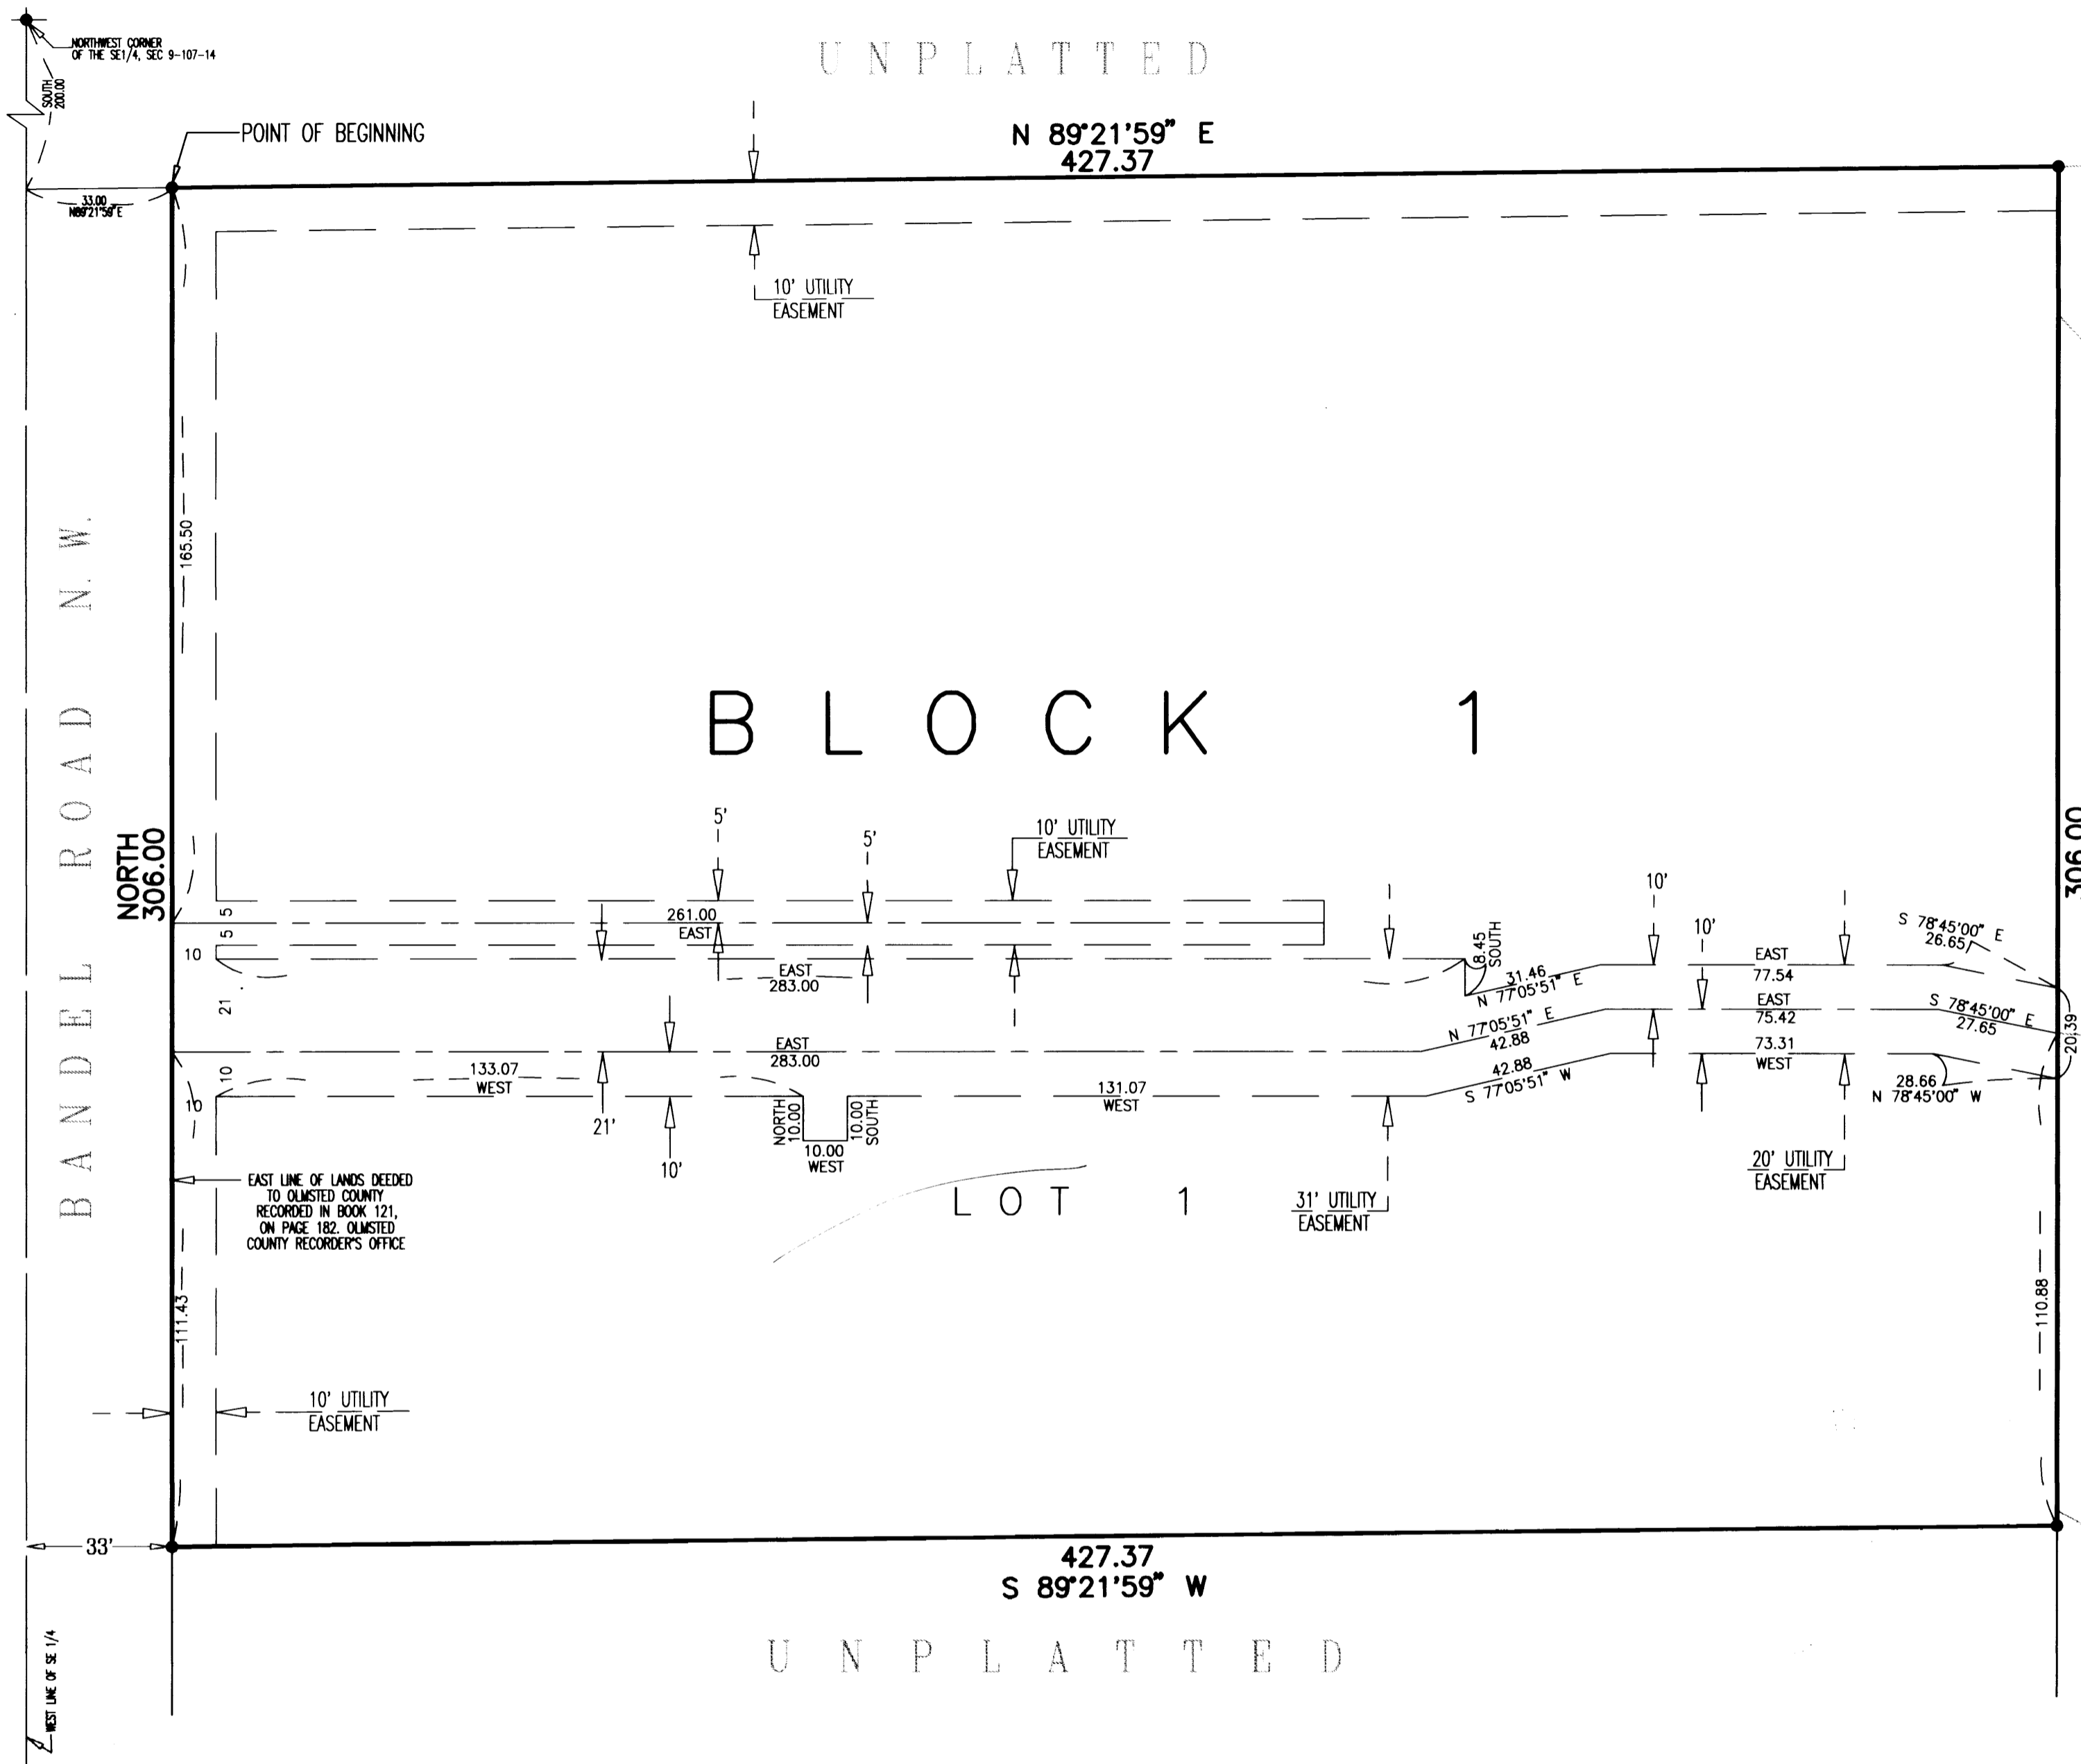 NORTHWEST CORNER
OF THE SE1/4, SEC 9-107-14
SOUTH
200.00
UNPLATTED
POINT OF BEGINNING
N 89°21'59" E
427.37
33.00
N89°21'59"E
10' UTILITY
EASEMENT
165.50
BANDEL ROAD N.W.
BLOCK 1
NORTH
306.00
306.00
5'
5'
10' UTILITY
EASEMENT
5
5
261.00
EAST
10
EAST
283.00
21
8.45
SOUTH
31.46
N 77°05'51" E
10'
10'
EAST
77.54
S 78°45'00" E
26.65
EAST
75.42
S 78°45'00" E
27.65
20.39
N 77°05'51" E
42.88
EAST
283.00
10
133.07
WEST
10
42.88
S 77°05'51" W
73.31
WEST
28.66
N 78°45'00" W
131.07
WEST
NORTH
10.00
10.00
SOUTH
10.00
WEST
21'
10'
20' UTILITY
EASEMENT
EAST LINE OF LANDS DEEDED
TO OLMSTED COUNTY
RECORDED IN BOOK 121,
ON PAGE 182. OLMSTED
COUNTY RECORDER'S OFFICE
LOT 1
31' UTILITY
EASEMENT
111.43
110.88
10' UTILITY
EASEMENT
33'
427.37
S 89°21'59" W
UNPLATTED
WEST LINE OF SE 1/4